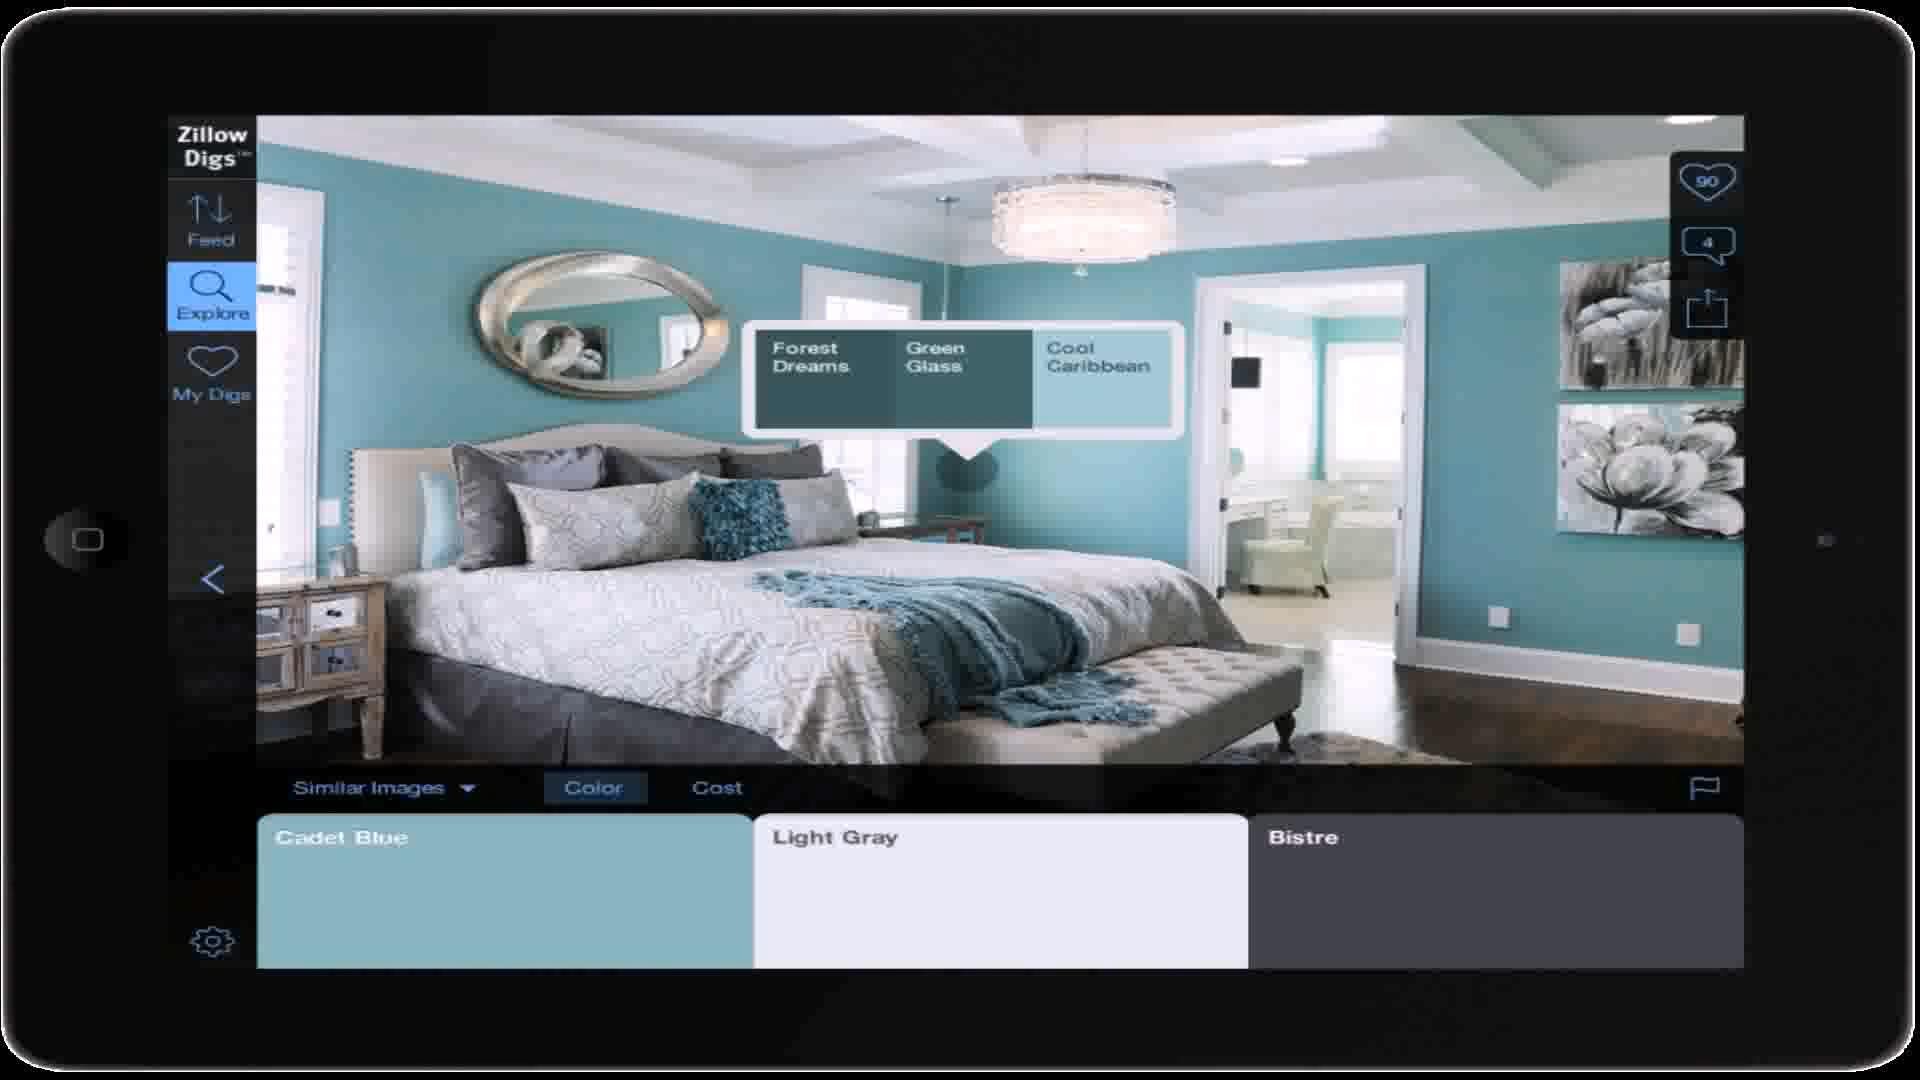 Zillow
Digs™
Feed
Explore
My Digs
90
4
Forest
Dreams
Green
Glass
Cool
Caribbean
Similar Images
Color
Cost
Cadet Blue
Light Gray
Bistre